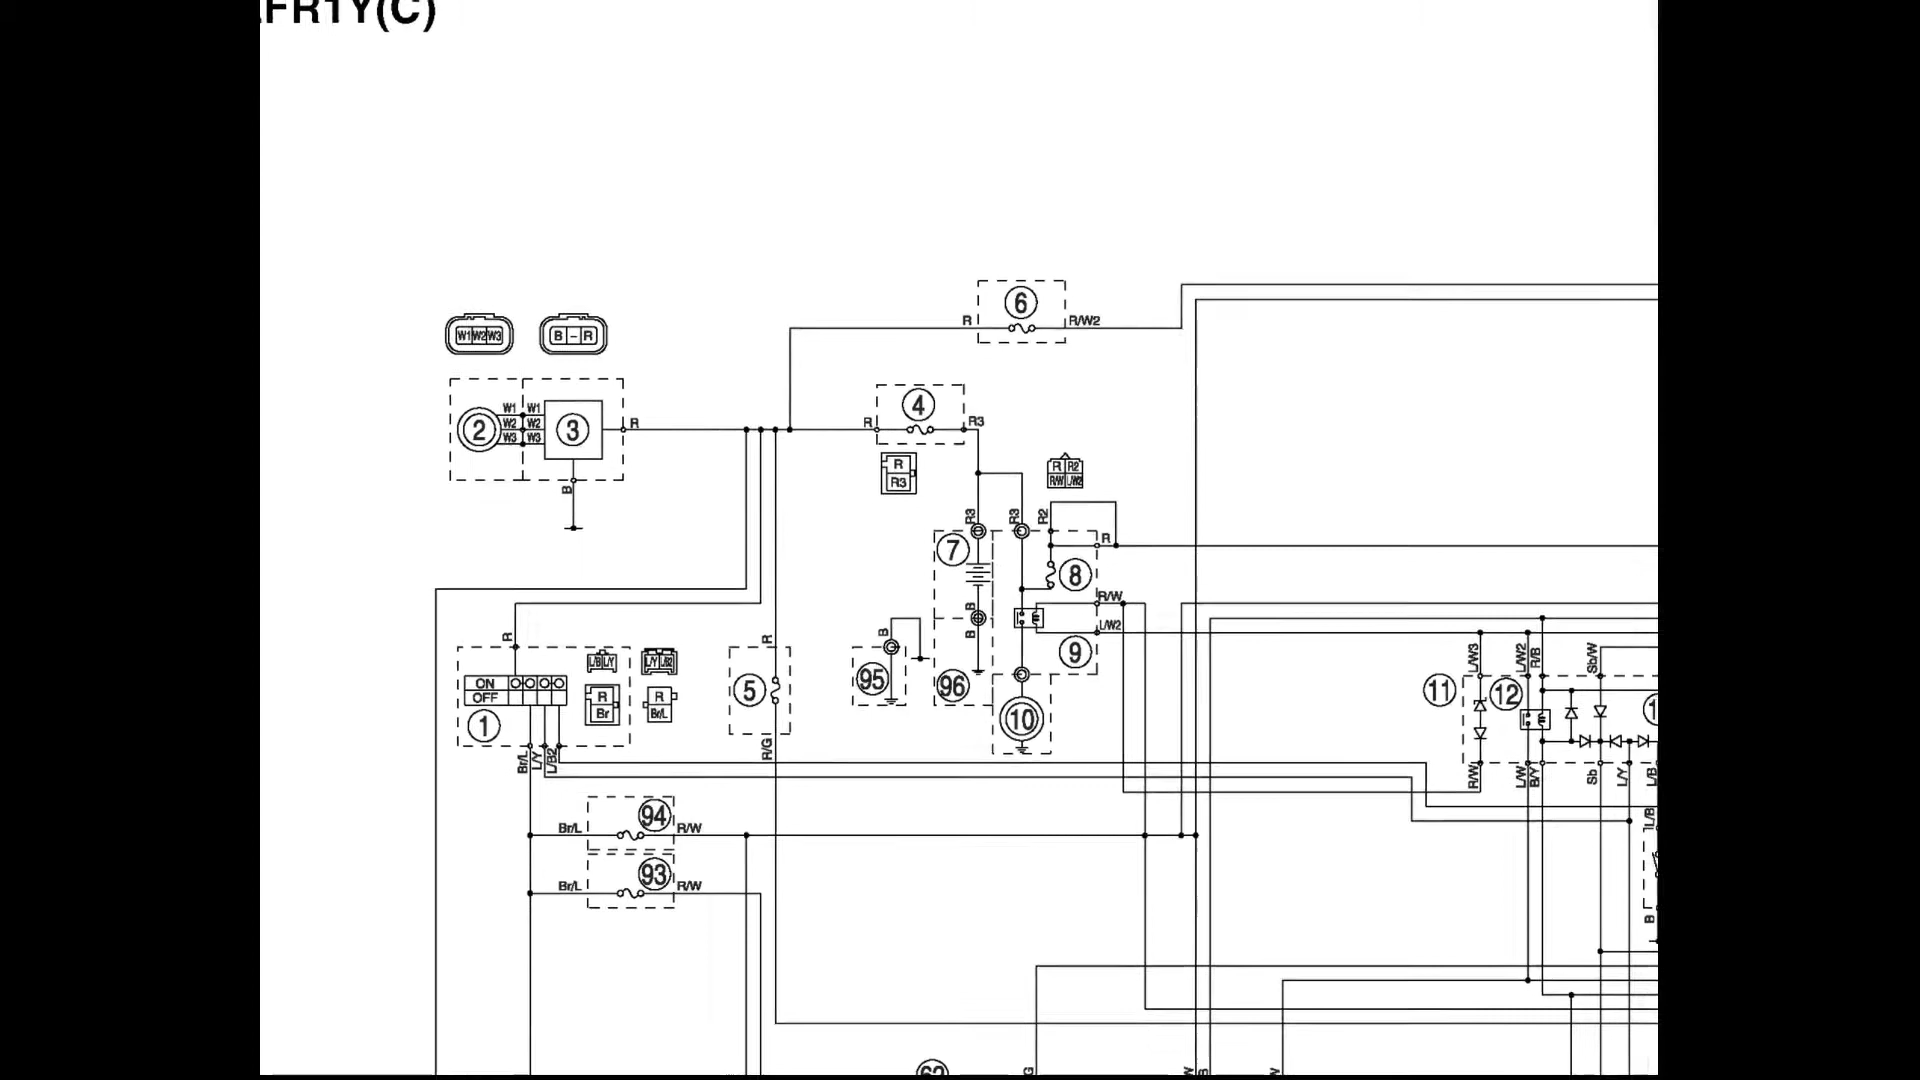 FR1Y(C)
6
R
R/W2
W1 W2 W3
B - R
4
R
R3
W1 W1
W2 W2
W3 W3
2
3
R
B
R
R3
R R2
R/W L/W2
R3
R3
R2
R
7
8
R/W
B
B
L/W2
9
B
95
96
10
R
L/B L/Y
L/Y L/B2
ON
OFF
R
Br
R
Br/L
1
R
5
R/G
Br/L
L/Y
L/B2
L/W3
L/W2
R/B
Sb/W
11
12
1
R/W
L/W
B/Y
Sb
L/Y
L/B
L/B
B
Br/L
94
R/W
Br/L
93
R/W
62
G
W
B
W